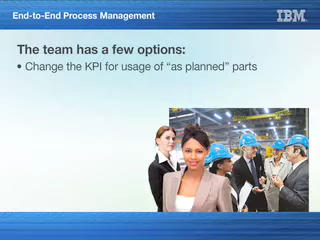 End-to-End Process Management
IBM
The team has a few options:
• Change the KPI for usage of “as planned” parts